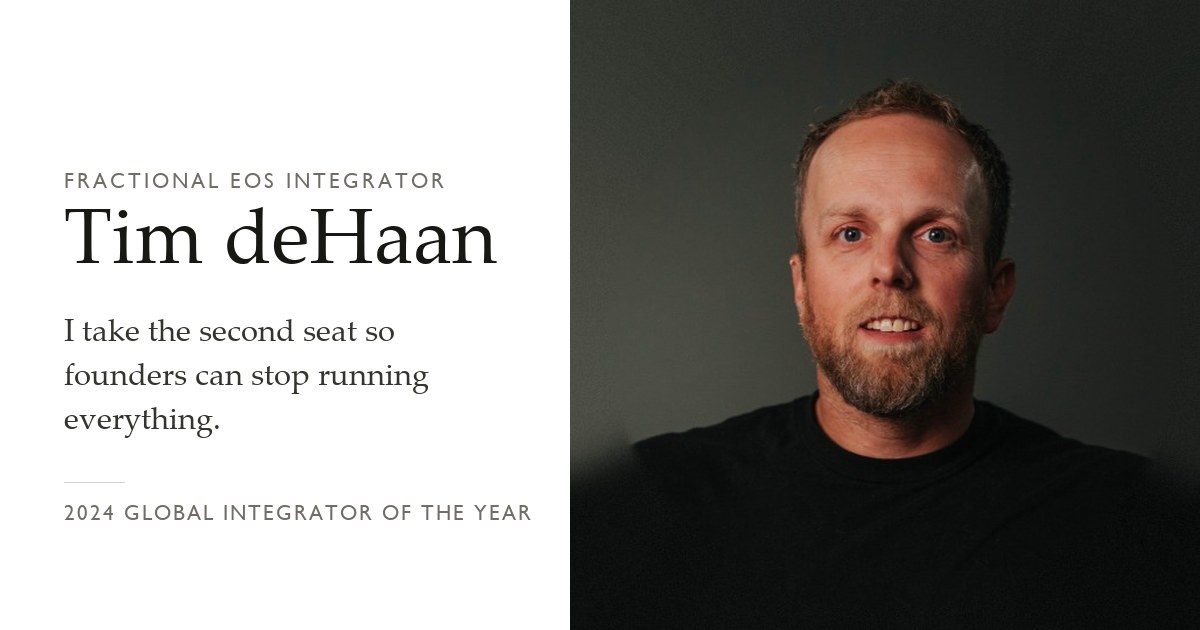 FRACTIONAL EOS INTEGRATOR
Tim deHaan
I take the second seat so
founders can stop running
everything.
2024 GLOBAL INTEGRATOR OF THE YEAR